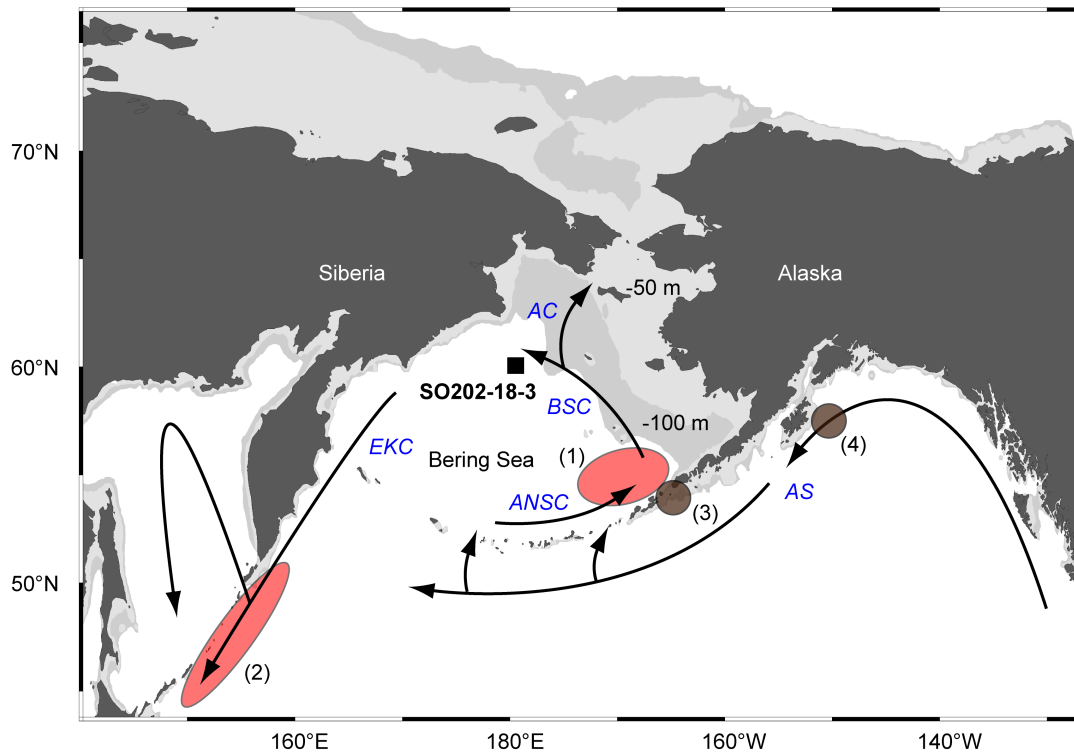 70°N
60°N
50°N
Siberia
Alaska
-50 m
AC
SO202-18-3
BSC
-100 m
EKC
Bering Sea
(1)
(4)
ANSC
AS
(3)
(2)
160°E
180°W
160°W
140°W